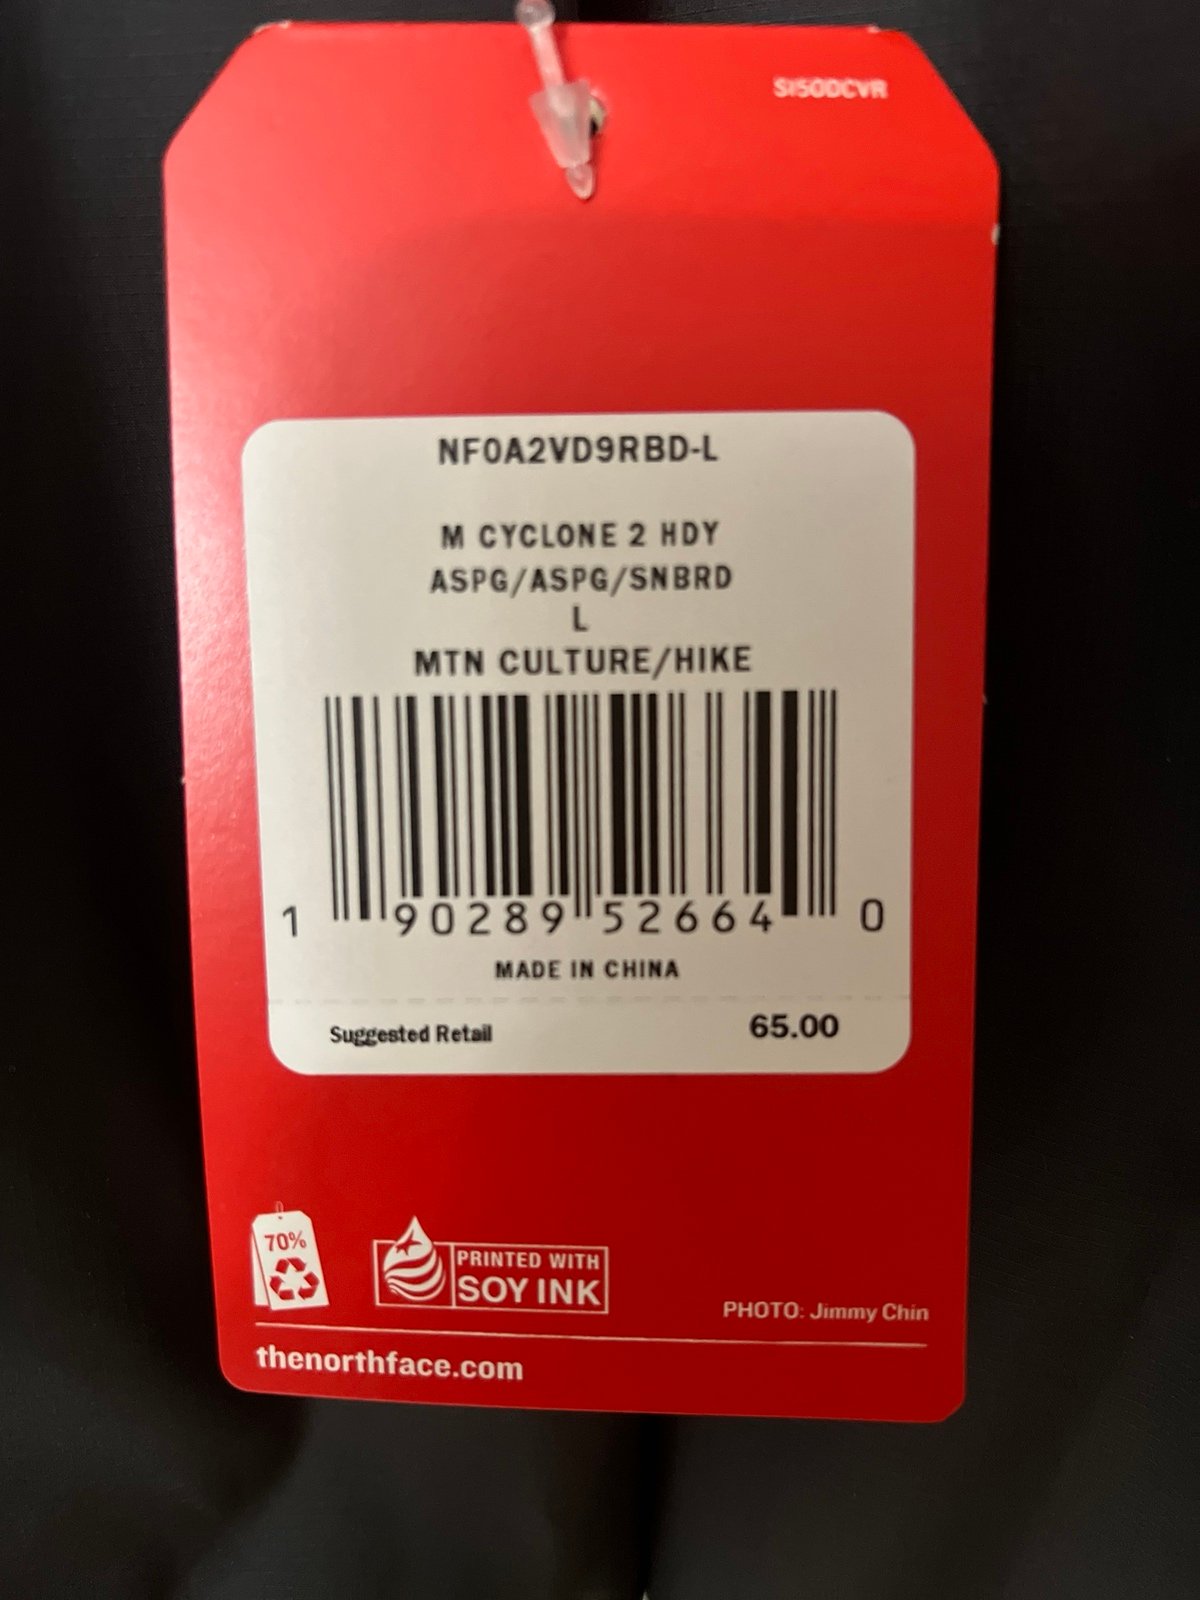 S150DCVR
NF0A2VD9RBD-L
M CYCLONE 2 HDY
ASPG/ASPG/SNBRD
L
MTN CULTURE/HIKE
1 90289 52664 0
MADE IN CHINA
Suggested Retail 65.00
70%
PRINTED WITH
SOY INK
PHOTO: Jimmy Chin
thenorthface.com